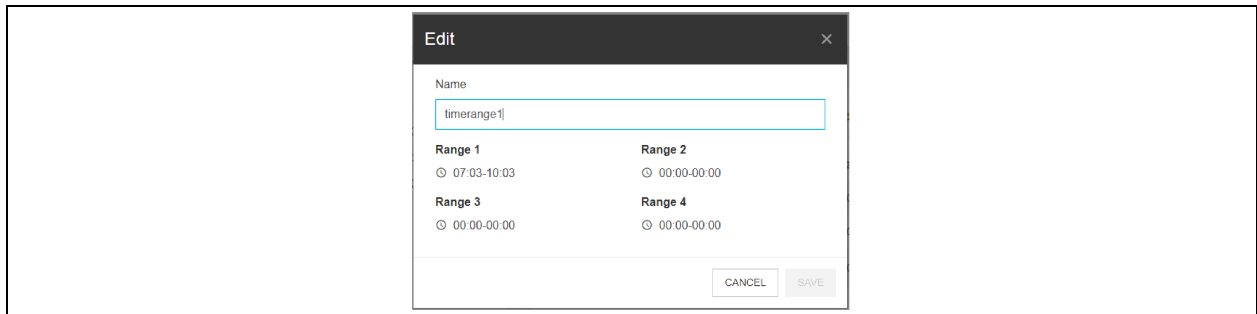 Edit
Name
timerange1
Range 1 Range 2
07:03-10:03 00:00-00:00
Range 3 Range 4
00:00-00:00 00:00-00:00
CANCEL SAVE